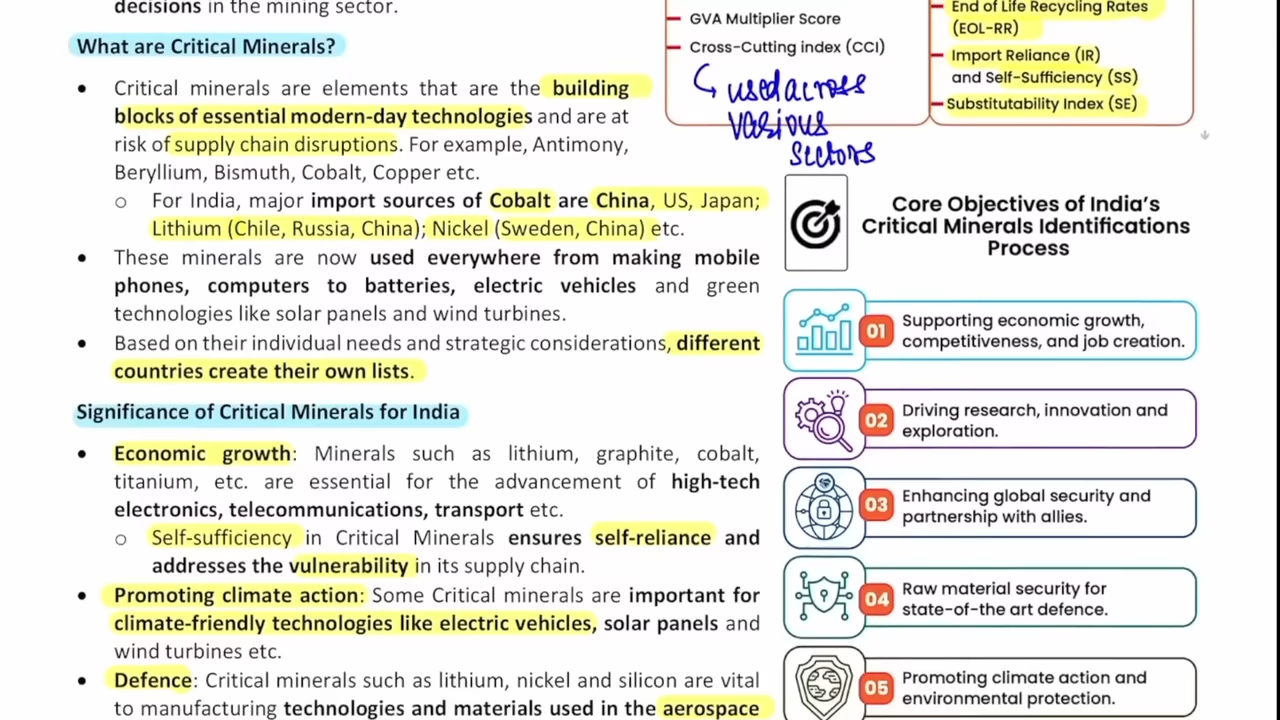 decisions in the mining sector.
What are Critical Minerals?
• Critical minerals are elements that are the building
blocks of essential modern-day technologies and are at
risk of supply chain disruptions. For example, Antimony,
Beryllium, Bismuth, Cobalt, Copper etc.
o For India, major import sources of Cobalt are China, US, Japan;
Lithium (Chile, Russia, China); Nickel (Sweden, China) etc.
• These minerals are now used everywhere from making mobile
phones, computers to batteries, electric vehicles and green
technologies like solar panels and wind turbines.
• Based on their individual needs and strategic considerations, different
countries create their own lists.
Significance of Critical Minerals for India
• Economic growth: Minerals such as lithium, graphite, cobalt,
titanium, etc. are essential for the advancement of high-tech
electronics, telecommunications, transport etc.
o Self-sufficiency in Critical Minerals ensures self-reliance and
addresses the vulnerability in its supply chain.
• Promoting climate action: Some Critical minerals are important for
climate-friendly technologies like electric vehicles, solar panels and
wind turbines etc.
• Defence: Critical minerals such as lithium, nickel and silicon are vital
to manufacturing technologies and materials used in the aerospace
GVA Multiplier Score
Cross-Cutting index (CCI)
used across
various
sectors
End of Life Recycling Rates
(EOL-RR)
Import Reliance (IR)
and Self-Sufficiency (SS)
Substitutability Index (SE)
Core Objectives of India's
Critical Minerals Identifications
Process
01 Supporting economic growth,
competitiveness, and job creation.
02 Driving research, innovation and
exploration.
03 Enhancing global security and
partnership with allies.
04 Raw material security for
state-of-the art defence.
05 Promoting climate action and
environmental protection.